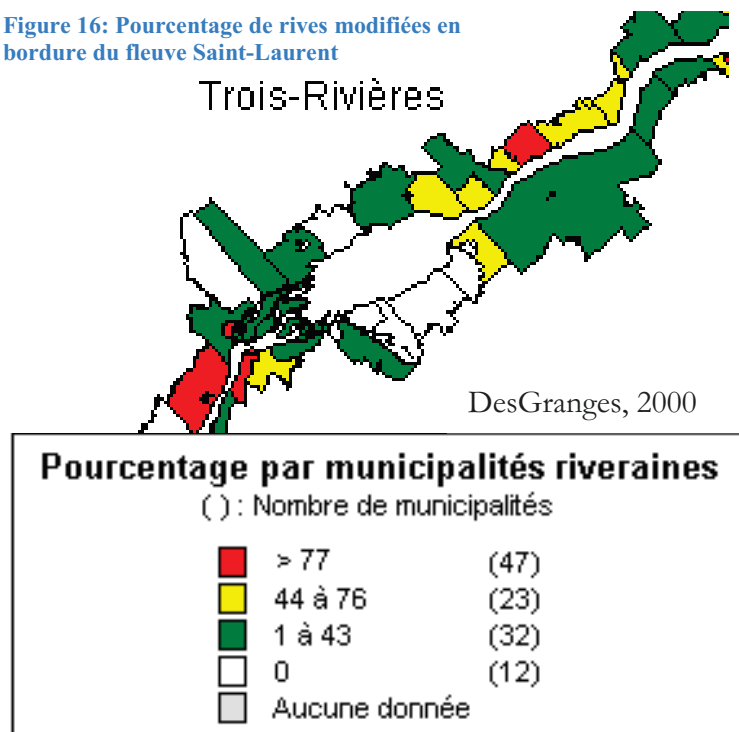 Figure 16: Pourcentage de rives modifiées en
bordure du fleuve Saint-Laurent
Trois-Rivières
DesGranges, 2000
Pourcentage par municipalités riveraines
( ) : Nombre de municipalités
> 77 (47)
44 à 76 (23)
1 à 43 (32)
0 (12)
Aucune donnée